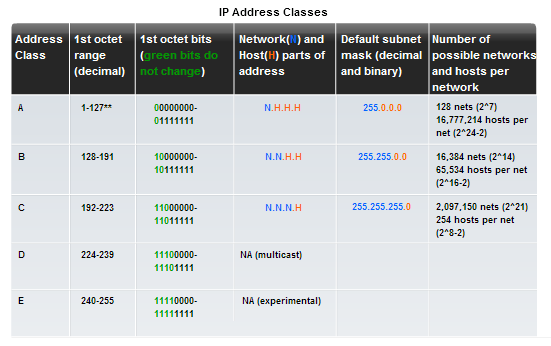 IP Address Classes
Address Class
1st octet range (decimal)
1st octet bits (green bits do not change)
Network(N) and Host(H) parts of address
Default subnet mask (decimal and binary)
Number of possible networks and hosts per network
A
1-127**
00000000-
01111111
N.H.H.H
255.0.0.0
128 nets (2^7)
16,777,214 hosts per
net (2^24-2)
B
128-191
10000000-
10111111
N.N.H.H
255.255.0.0
16,384 nets (2^14)
65,534 hosts per net
(2^16-2)
C
192-223
11000000-
11011111
N.N.N.H
255.255.255.0
2,097,150 nets (2^21)
254 hosts per net
(2^8-2)
D
224-239
11100000-
11101111
NA (multicast)
E
240-255
11110000-
11111111
NA (experimental)